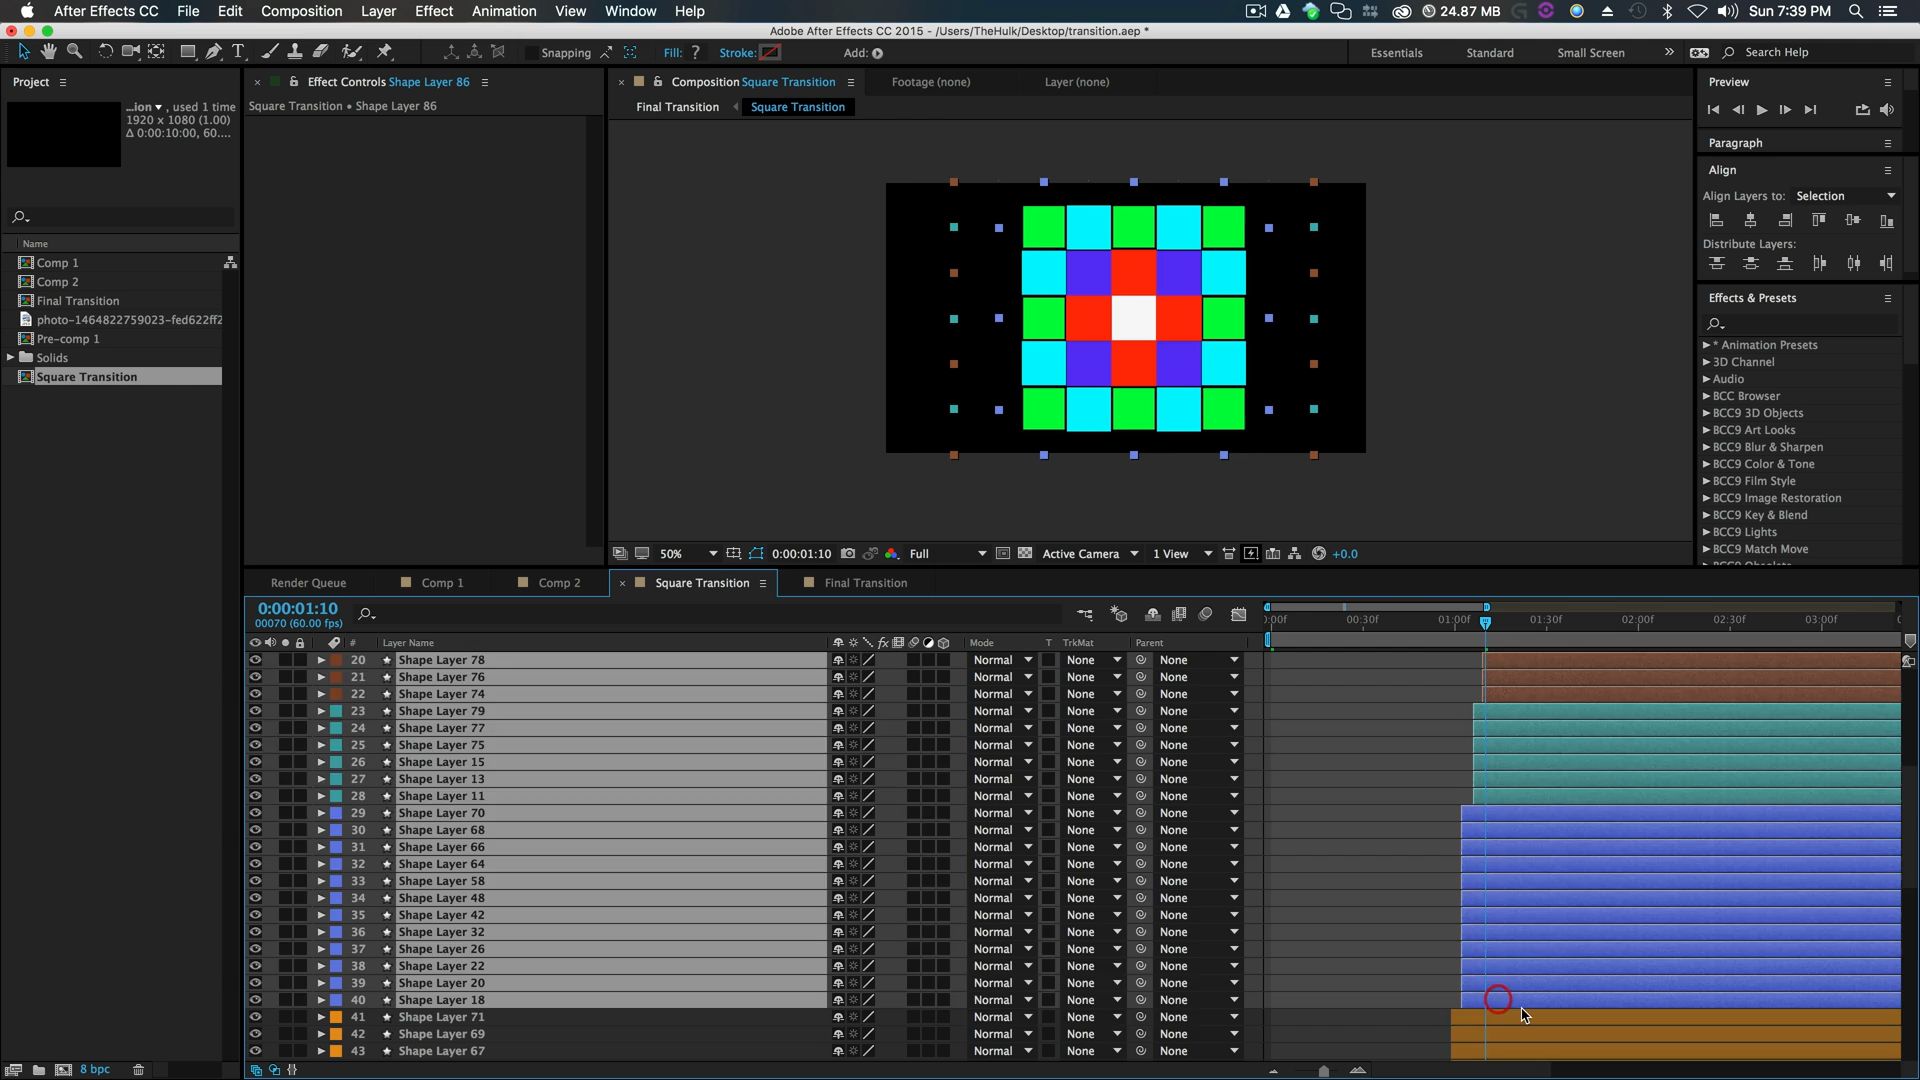 After Effects CC File Edit Composition Layer Effect Animation View Window Help 24.87 MB Sun 7:39 PM
Adobe After Effects CC 2015 - /Users/TheHulk/Desktop/transition.aep *
Snapping Fill: ? Stroke: Add: Essentials Standard Small Screen » Search Help
Project
...ion ▾, used 1 time
1920 x 1080 (1.00)
Δ 0:00:10:00, 60....
Name
Comp 1
Comp 2
Final Transition
photo-1464822759023-fed622ff2
Pre-comp 1
Solids
Square Transition
8 bpc
Effect Controls Shape Layer 86
Square Transition • Shape Layer 86
Composition Square Transition Footage (none) Layer (none)
Final Transition Square Transition
50% 0:00:01:10 Full Active Camera 1 View +0.0
Preview
Paragraph
Align
Align Layers to: Selection
Distribute Layers:
Effects & Presets
* Animation Presets
3D Channel
Audio
BCC Browser
BCC9 3D Objects
BCC9 Art Looks
BCC9 Blur & Sharpen
BCC9 Color & Tone
BCC9 Film Style
BCC9 Image Restoration
BCC9 Key & Blend
BCC9 Lights
BCC9 Match Move
Render Queue Comp 1 Comp 2 Square Transition Final Transition
0:00:01:10
00070 (60.00 fps)
:00f 00:30f 01:00f 01:30f 02:00f 02:30f 03:00f
# Layer Name fx Mode T TrkMat Parent
20 Shape Layer 78 Normal None None
21 Shape Layer 76 Normal None None
22 Shape Layer 74 Normal None None
23 Shape Layer 79 Normal None None
24 Shape Layer 77 Normal None None
25 Shape Layer 75 Normal None None
26 Shape Layer 15 Normal None None
27 Shape Layer 13 Normal None None
28 Shape Layer 11 Normal None None
29 Shape Layer 70 Normal None None
30 Shape Layer 68 Normal None None
31 Shape Layer 66 Normal None None
32 Shape Layer 64 Normal None None
33 Shape Layer 58 Normal None None
34 Shape Layer 48 Normal None None
35 Shape Layer 42 Normal None None
36 Shape Layer 32 Normal None None
37 Shape Layer 26 Normal None None
38 Shape Layer 22 Normal None None
39 Shape Layer 20 Normal None None
40 Shape Layer 18 Normal None None
41 Shape Layer 71 Normal None None
42 Shape Layer 69 Normal None None
43 Shape Layer 67 Normal None None